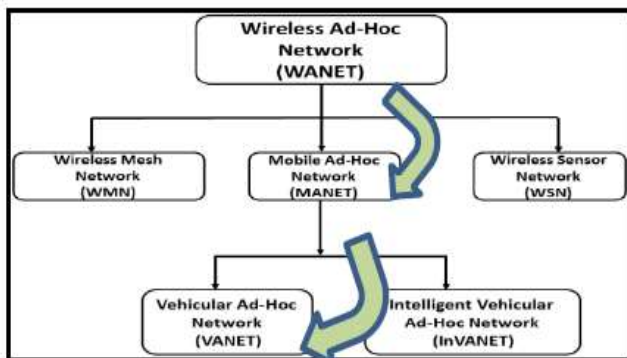 Wireless Ad-Hoc
Network
(WANET)
Wireless Mesh
Network
(WMN)
Mobile Ad-Hoc
Network
(MANET)
Wireless Sensor
Network
(WSN)
Vehicular Ad-Hoc
Network
(VANET)
Intelligent Vehicular
Ad-Hoc Network
(InVANET)